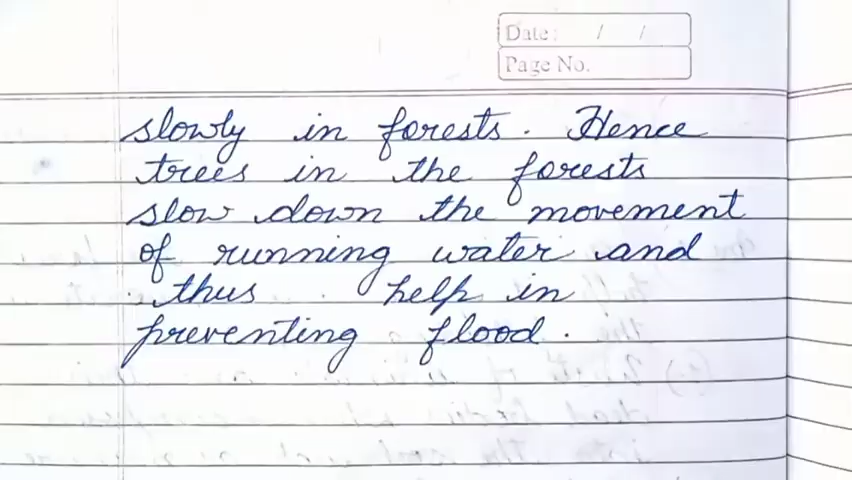 Date: / /
Page No.
slowly in forests. Hence
trees in the forests
slow down the movement
of running water and
thus help in
preventing flood.